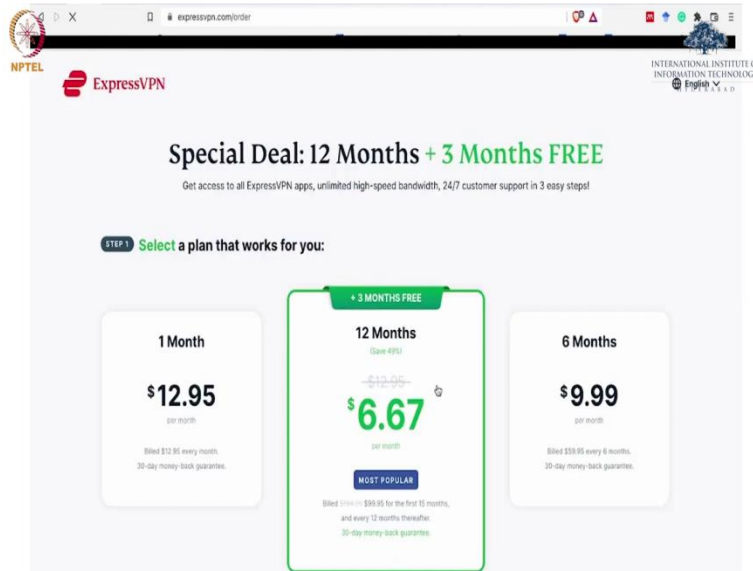 expressvpn.com/order
NPTEL
INTERNATIONAL INSTITUTE O
INFORMATION TECHNOLOG
HYDERABAD
English
ExpressVPN
Special Deal: 12 Months + 3 Months FREE
Get access to all ExpressVPN apps, unlimited high-speed bandwidth, 24/7 customer support in 3 easy steps!
STEP 1 Select a plan that works for you:
1 Month
$12.95
per month
Billed $12.95 every month.
30-day money-back guarantee.
+ 3 MONTHS FREE
12 Months
(Save 49%)
$12.95
$6.67
per month
MOST POPULAR
Billed $99.95 for the first 15 months,
and every 12 months thereafter.
30-day money-back guarantee.
6 Months
$9.99
per month
Billed $59.95 every 6 months.
30-day money-back guarantee.